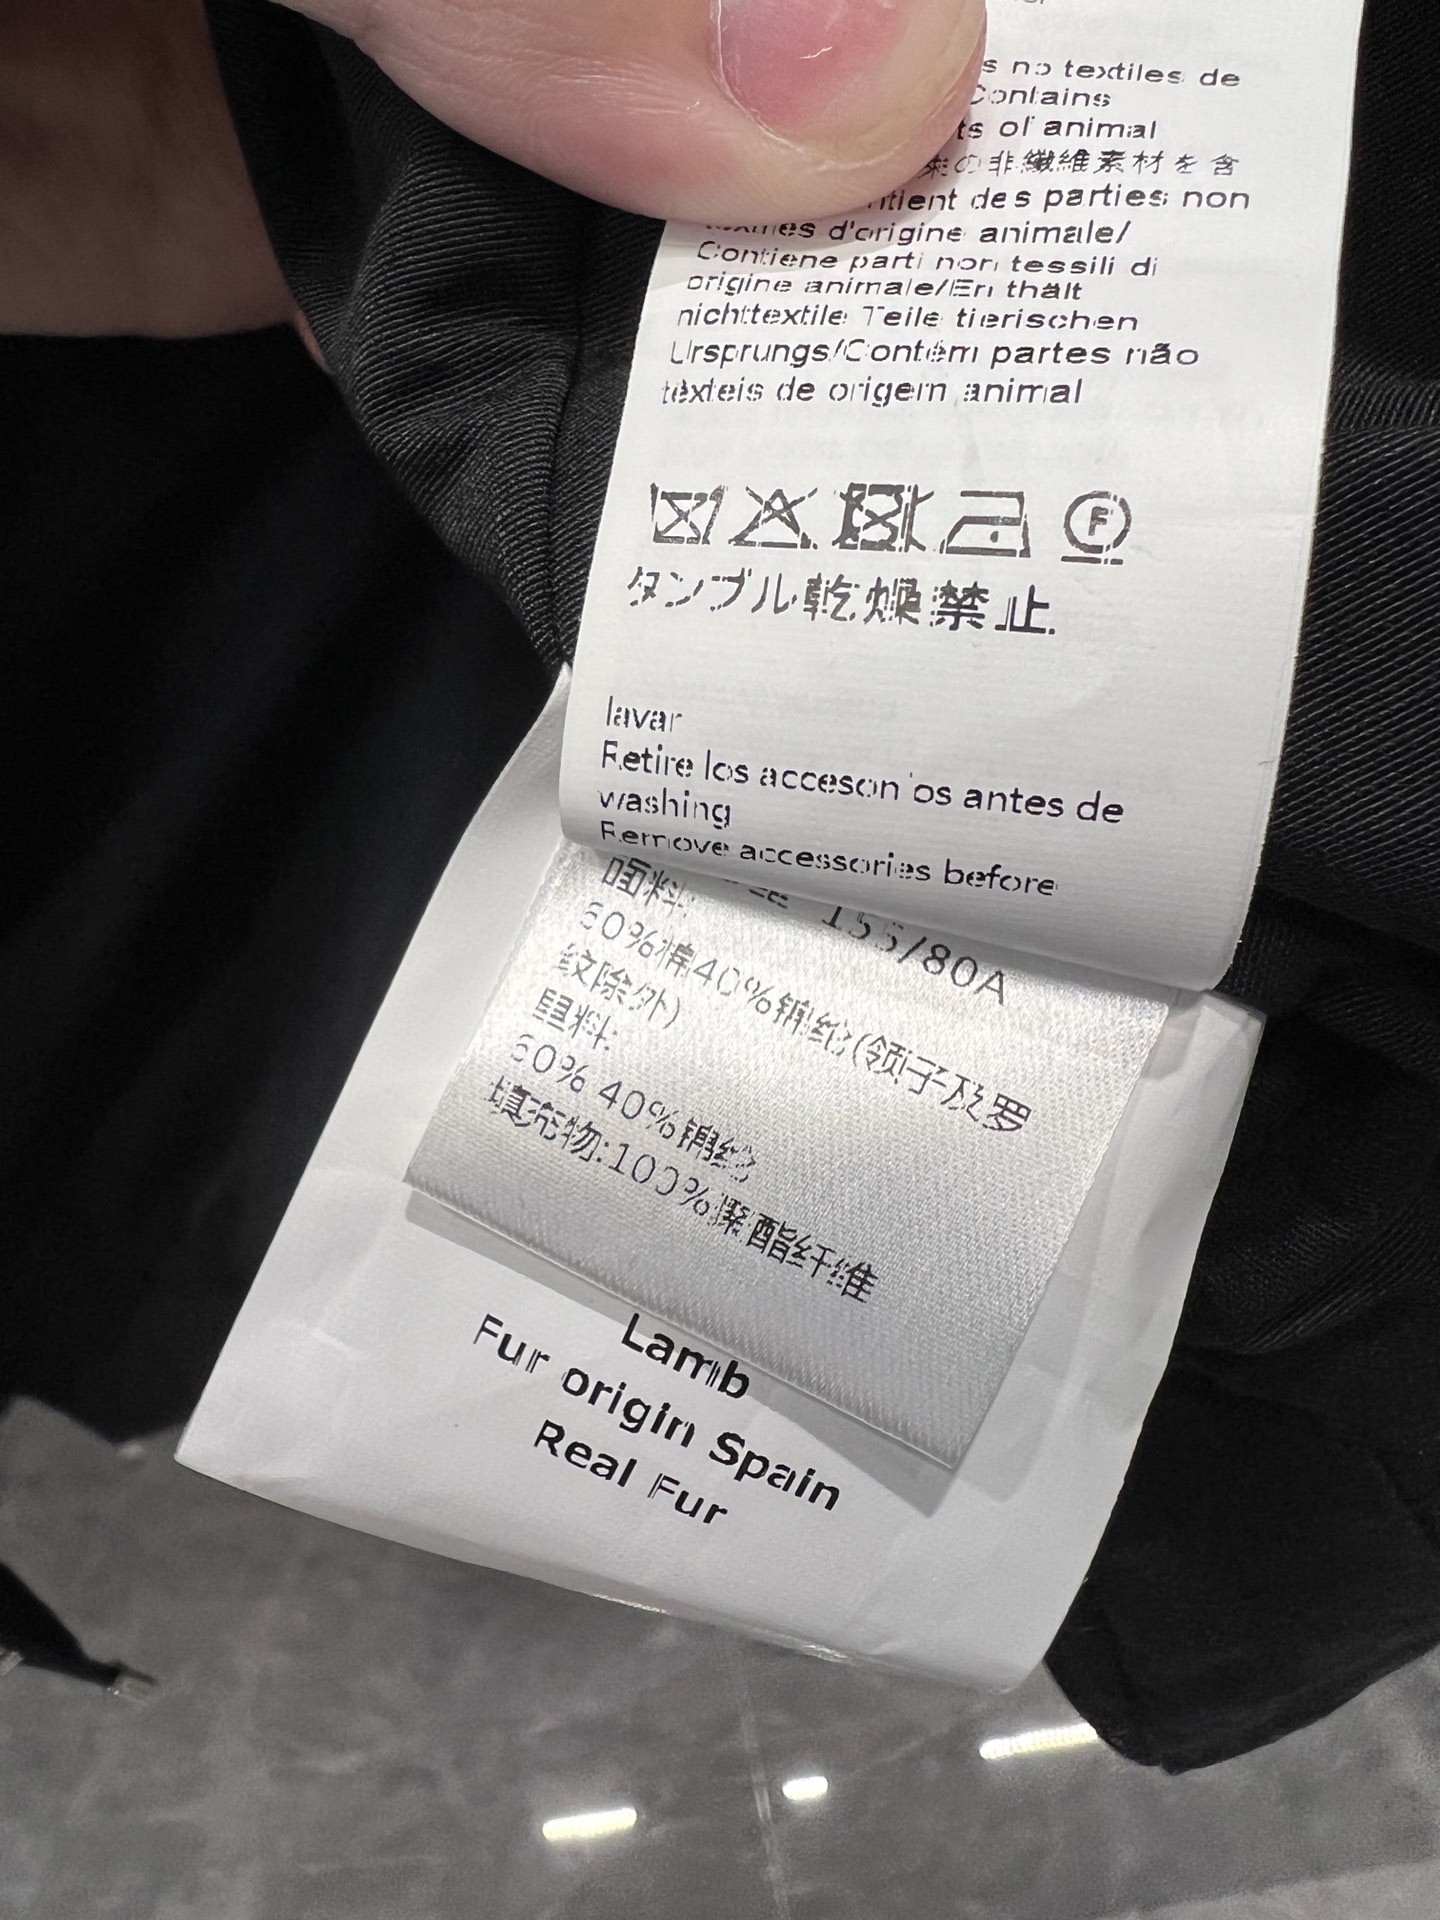 no textiles de
Contains
of animal
の非繊維素材を含
des parties non
d'origine animale/
Contiene parti non tessili di
origine animale/Enthält
nichttextile Teile tierischen
Ursprungs/Contém partes não
têxteis de origem animal
F
タンブル乾燥禁止.
lavar
Retire los accesorios antes de
washing
Remove accessories before
155/80A
面料:
60%棉40%锦纶(领子及罗
纹除外)
里料:
60% 40%锦纶
填充物:100%聚酯纤维
Lamb
Fur origin Spain
Real Fur